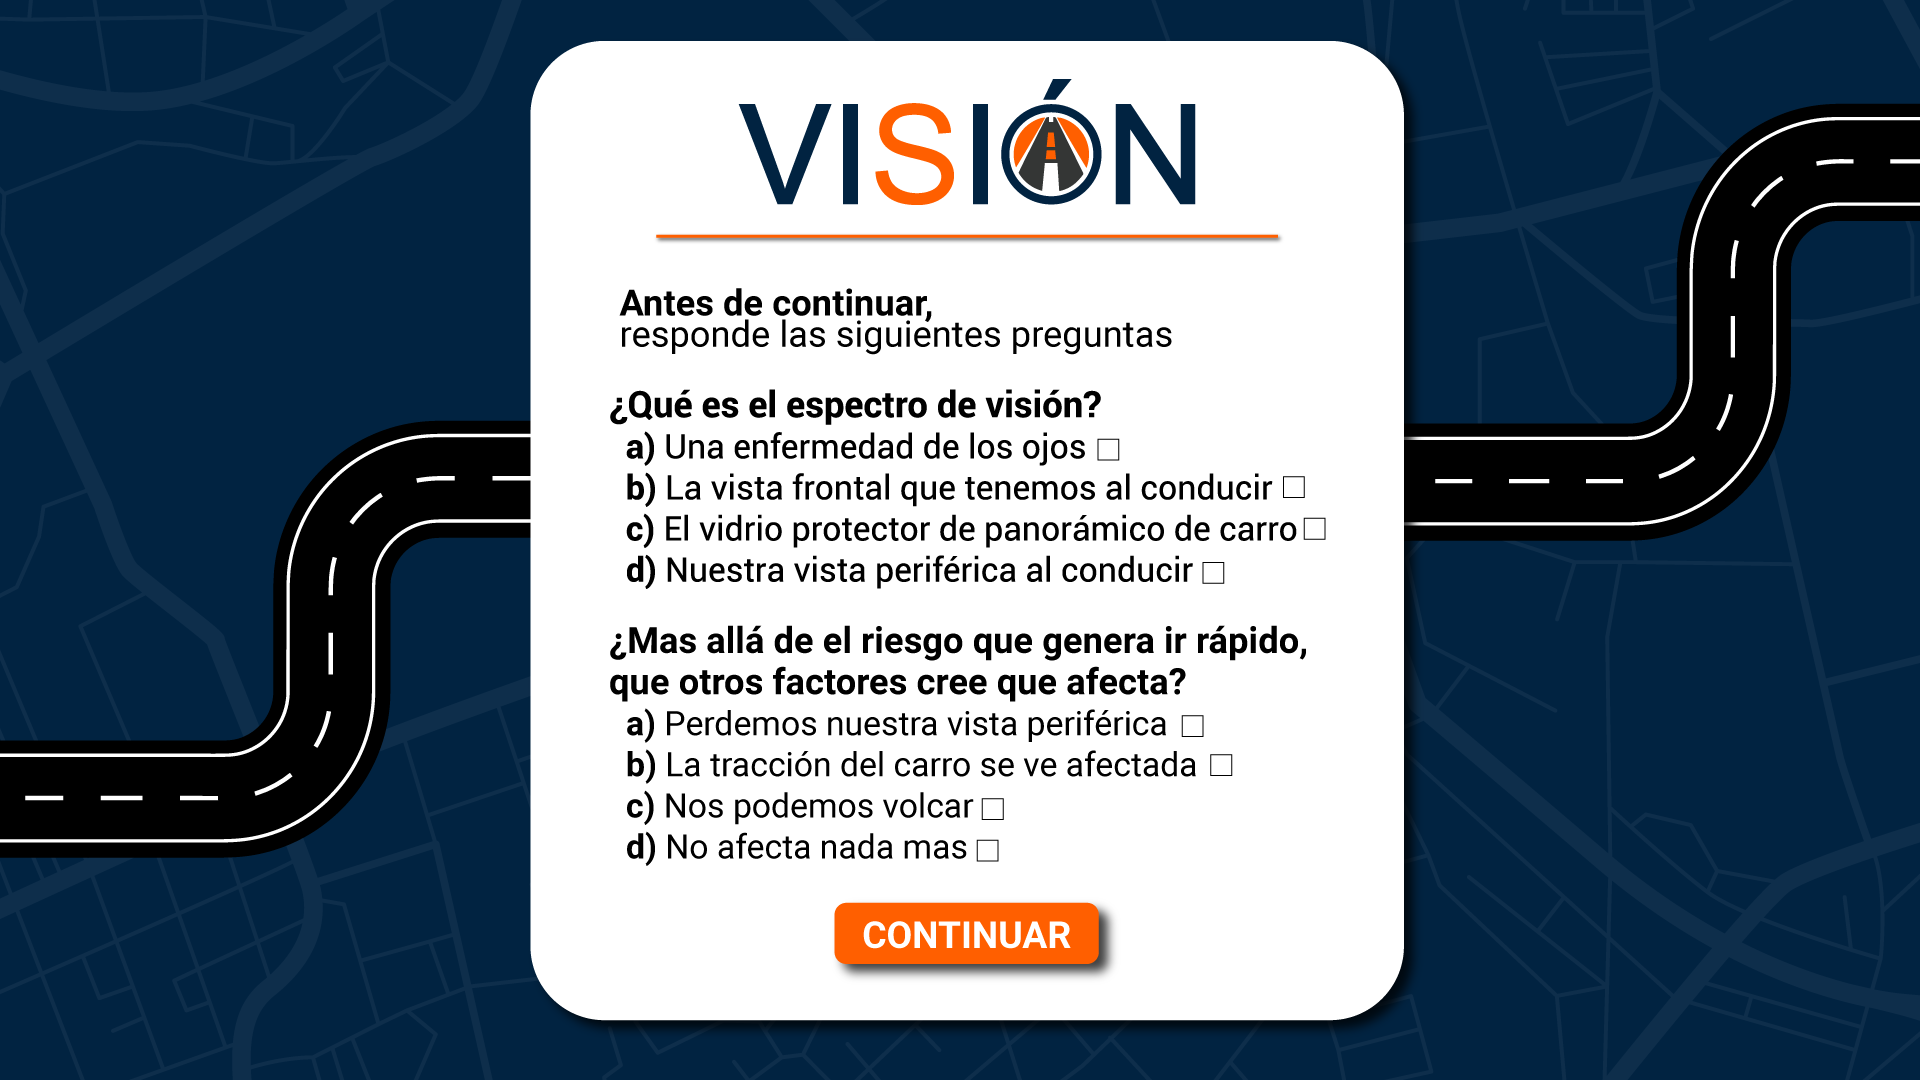 VISIÓN
Antes de continuar,
responde las siguientes preguntas
¿Qué es el espectro de visión?
a) Una enfermedad de los ojos
b) La vista frontal que tenemos al conducir
c) El vidrio protector de panorámico de carro
d) Nuestra vista periférica al conducir
¿Mas allá de el riesgo que genera ir rápido,
que otros factores cree que afecta?
a) Perdemos nuestra vista periférica
b) La tracción del carro se ve afectada
c) Nos podemos volcar
d) No afecta nada mas
CONTINUAR